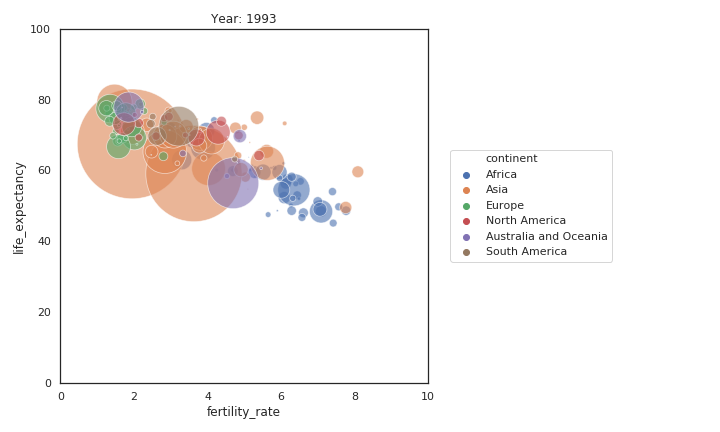 Year: 1993
100
80
60
40
20
0
life_expectancy
0 2 4 6 8 10
fertility_rate
continent
Africa
Asia
Europe
North America
Australia and Oceania
South America